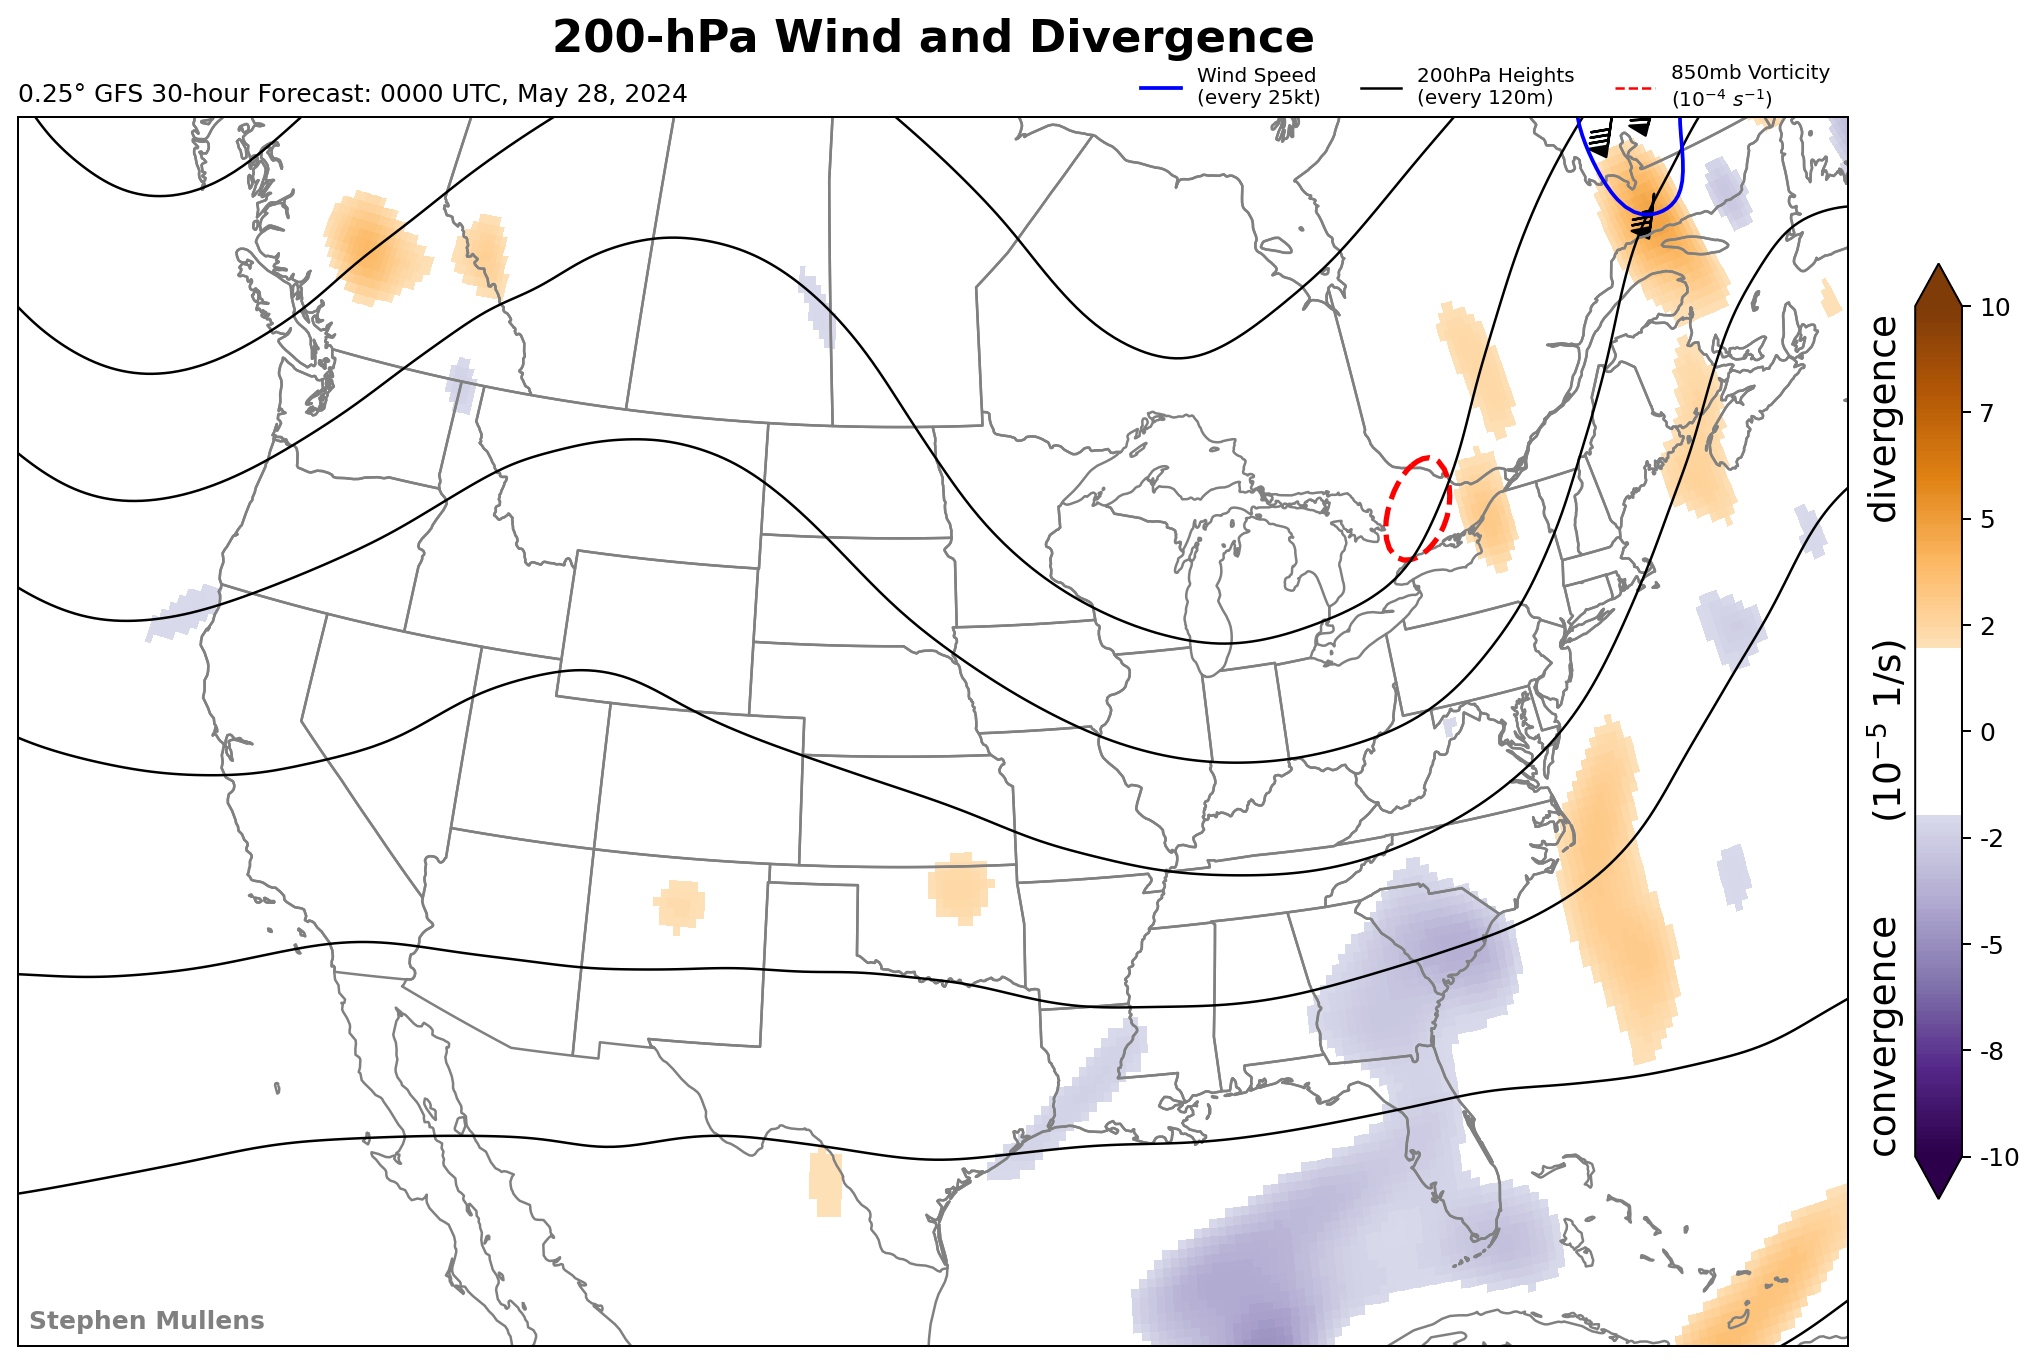 200-hPa Wind and Divergence
0.25° GFS 30-hour Forecast: 0000 UTC, May 28, 2024
Wind Speed
(every 25kt)
200hPa Heights
(every 120m)
850mb Vorticity
(10⁻⁴ s⁻¹)
10
7
5
2
0
-2
-5
-8
-10
convergence (10⁻⁵ 1/s) divergence
Stephen Mullens